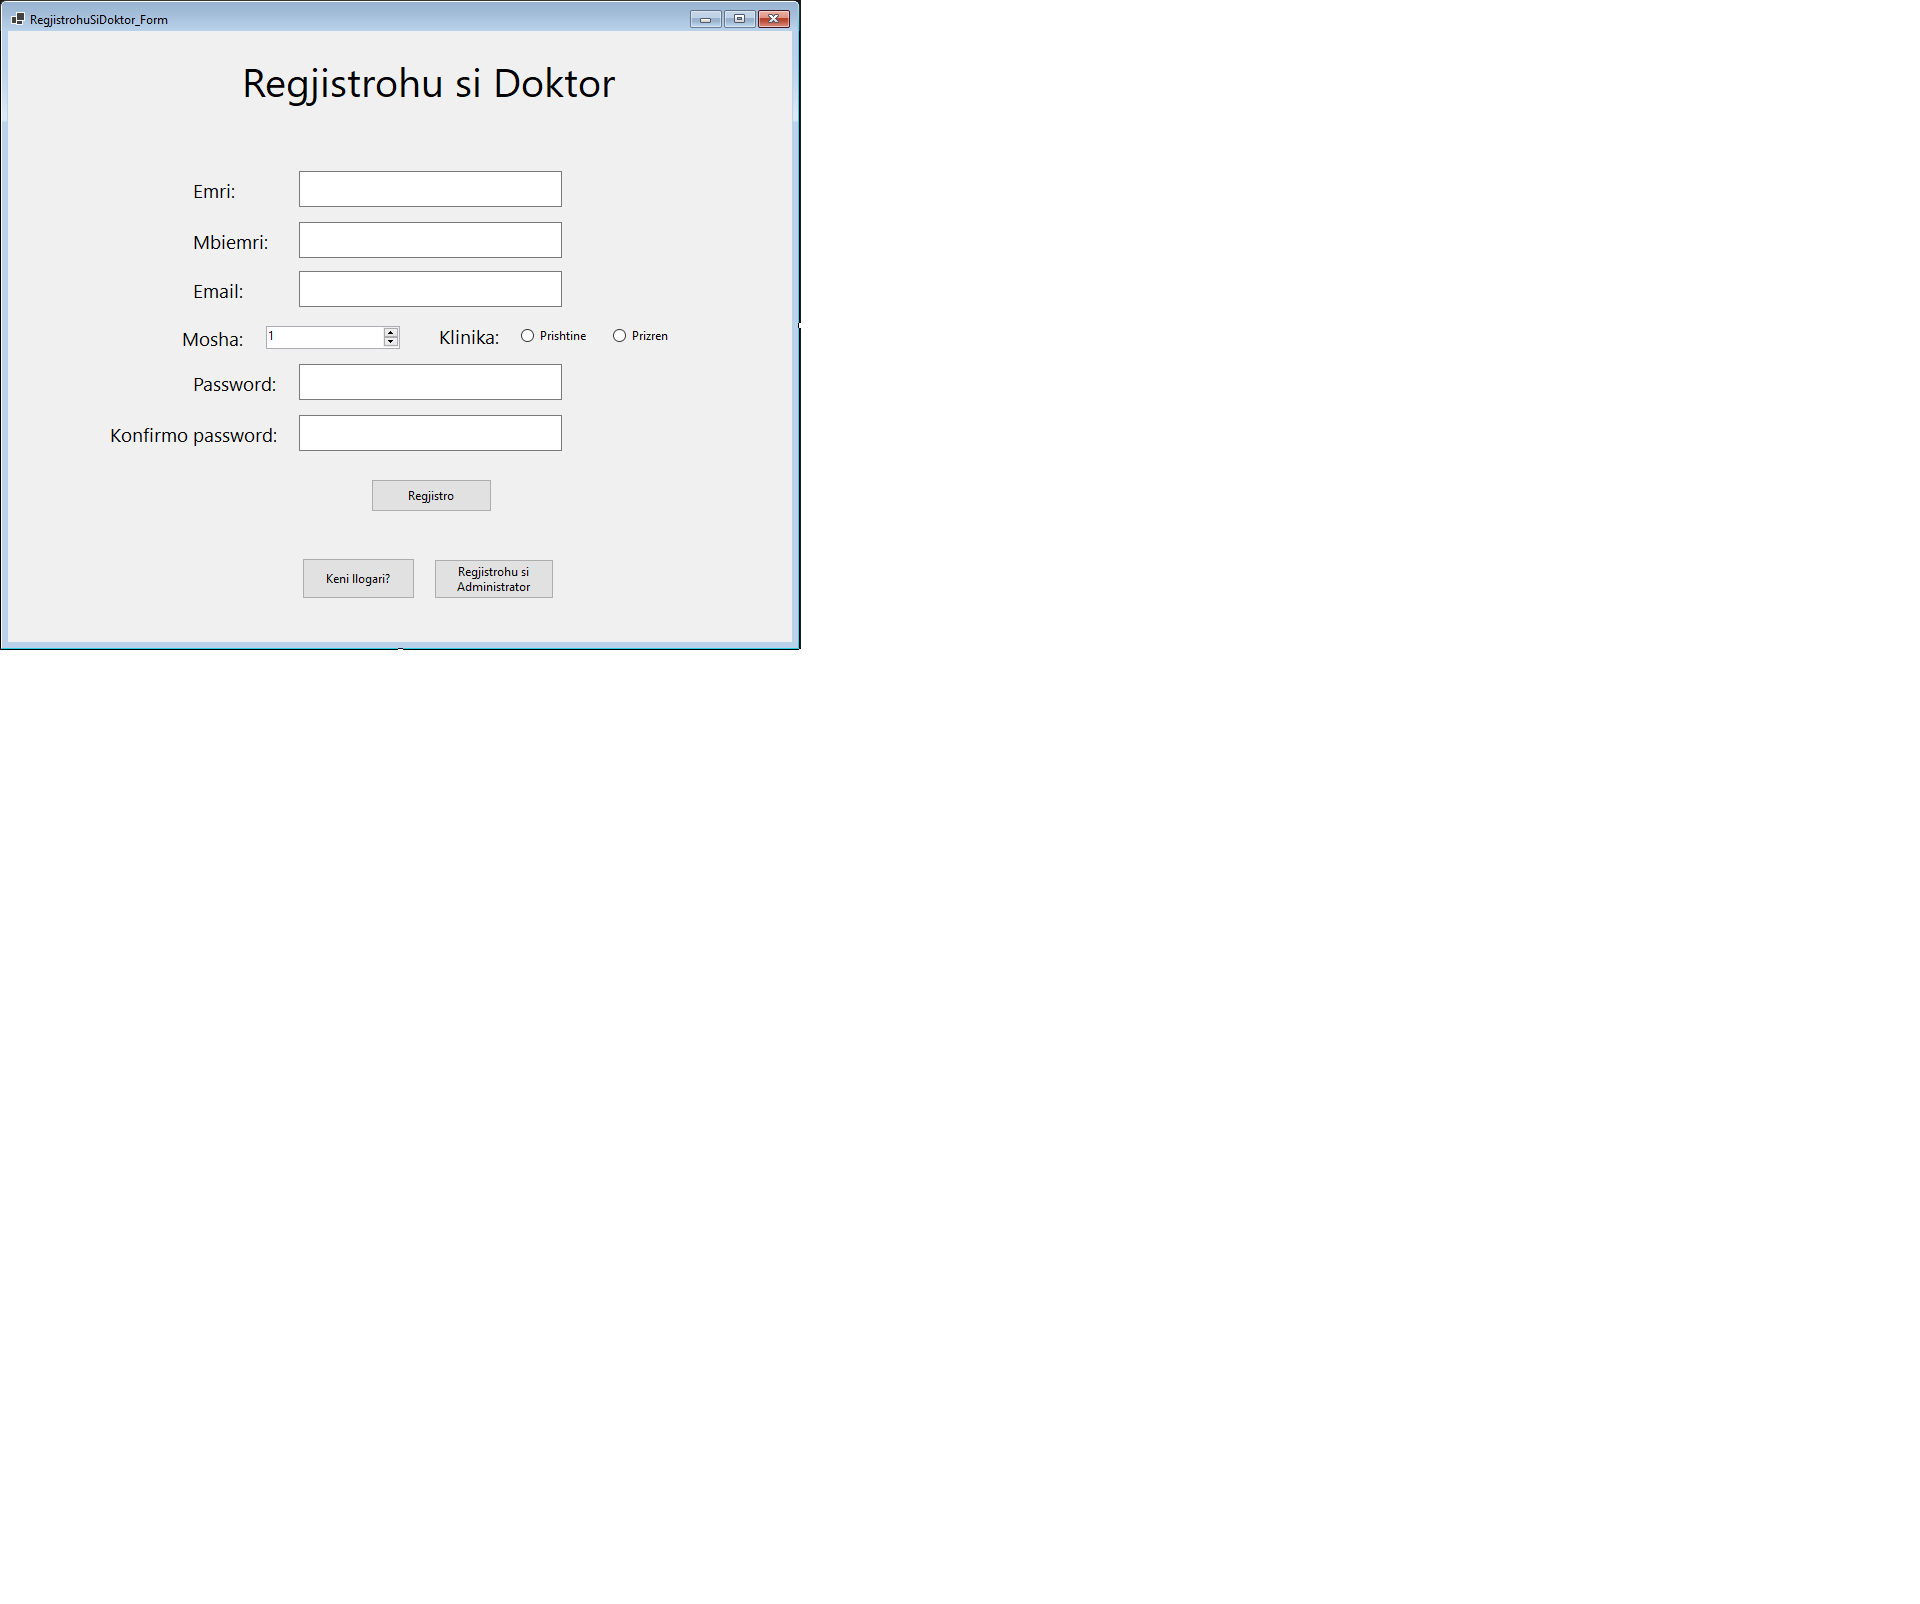 RegjistrohuSiDoktor_Form
Regjistrohu si Doktor
Emri:
Mbiemri:
Email:
Mosha: 1 Klinika: Prishtine Prizren
Password:
Konfirmo password:
Regjistro
Keni llogari?
Regjistrohu si
Administrator